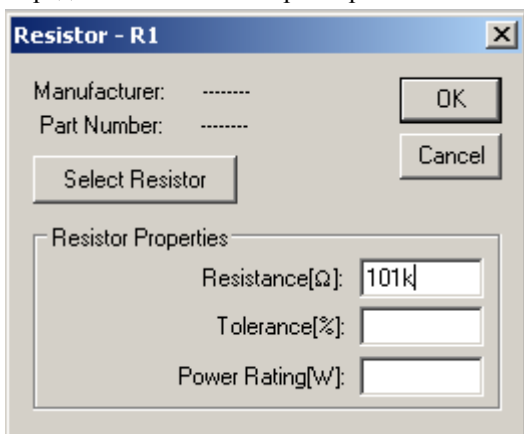 Resistor - R1
Manufacturer: --------
Part Number: --------
OK
Cancel
Select Resistor
Resistor Properties
Resistance[Ω]: 101k
Tolerance[%]:
Power Rating[W]: